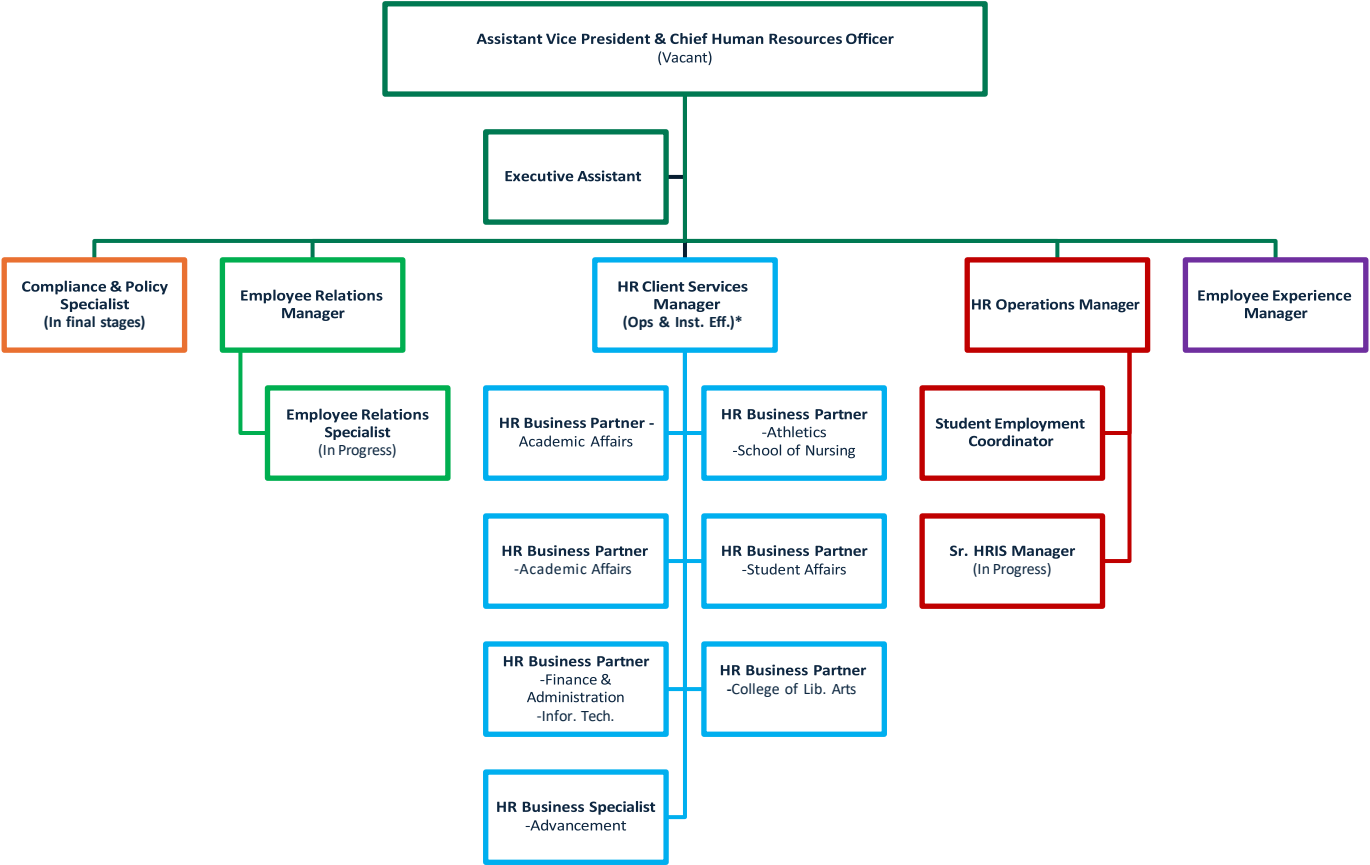 Assistant Vice President & Chief Human Resources Officer
(Vacant)
Executive Assistant
Compliance & Policy
Specialist
(In final stages)
Employee Relations
Manager
HR Client Services
Manager
(Ops & Inst. Eff.)*
HR Operations Manager
Employee Experience
Manager
Employee Relations
Specialist
(In Progress)
HR Business Partner -
Academic Affairs
HR Business Partner
-Athletics
-School of Nursing
Student Employment
Coordinator
HR Business Partner
-Academic Affairs
HR Business Partner
-Student Affairs
Sr. HRIS Manager
(In Progress)
HR Business Partner
-Finance &
Administration
-Infor. Tech.
HR Business Partner
-College of Lib. Arts
HR Business Specialist
-Advancement